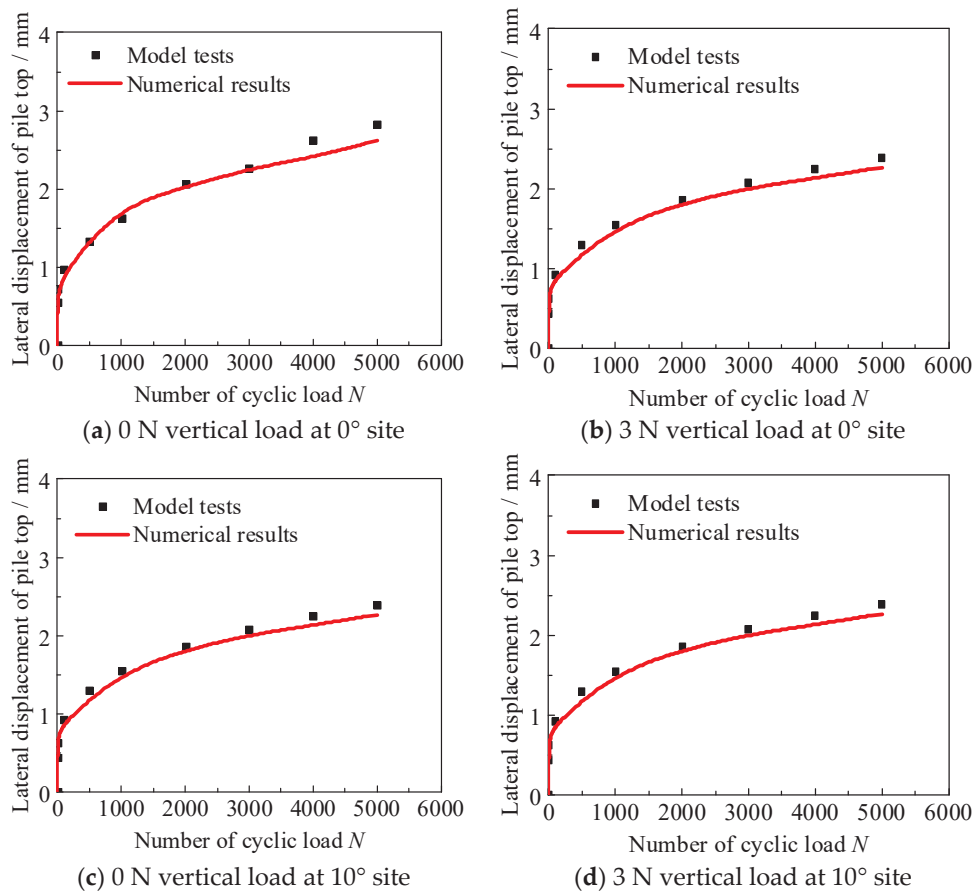 Lateral displacement of pile top / mm
4
3
2
1
0
Model tests
Numerical results
0 1000 2000 3000 4000 5000 6000
Number of cyclic load N
(a) 0 N vertical load at 0° site
Lateral displacement of pile top / mm
4
3
2
1
0
Model tests
Numerical results
0 1000 2000 3000 4000 5000 6000
Number of cyclic load N
(b) 3 N vertical load at 0° site
Lateral displacement of pile top / mm
4
3
2
1
0
Model tests
Numerical results
0 1000 2000 3000 4000 5000 6000
Number of cyclic load N
(c) 0 N vertical load at 10° site
Lateral displacement of pile top / mm
4
3
2
1
0
Model tests
Numerical results
0 1000 2000 3000 4000 5000 6000
Number of cyclic load N
(d) 3 N vertical load at 10° site